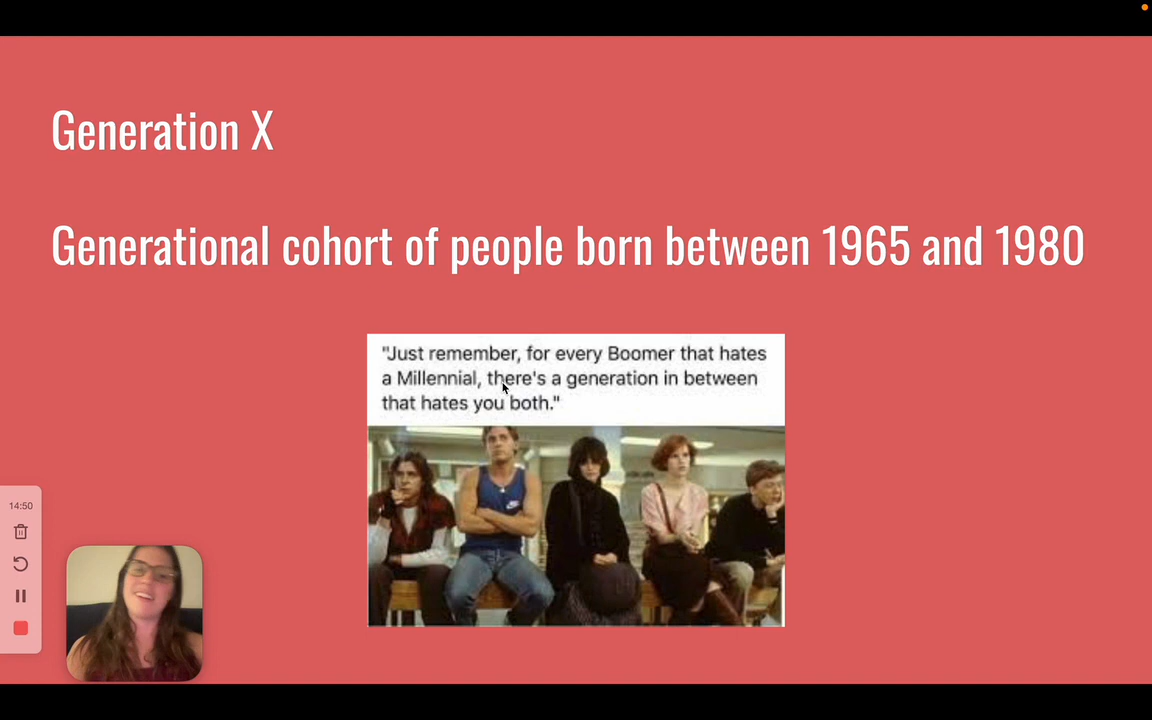 Generation X
Generational cohort of people born between 1965 and 1980
"Just remember, for every Boomer that hates
a Millennial, there's a generation in between
that hates you both."
14:50